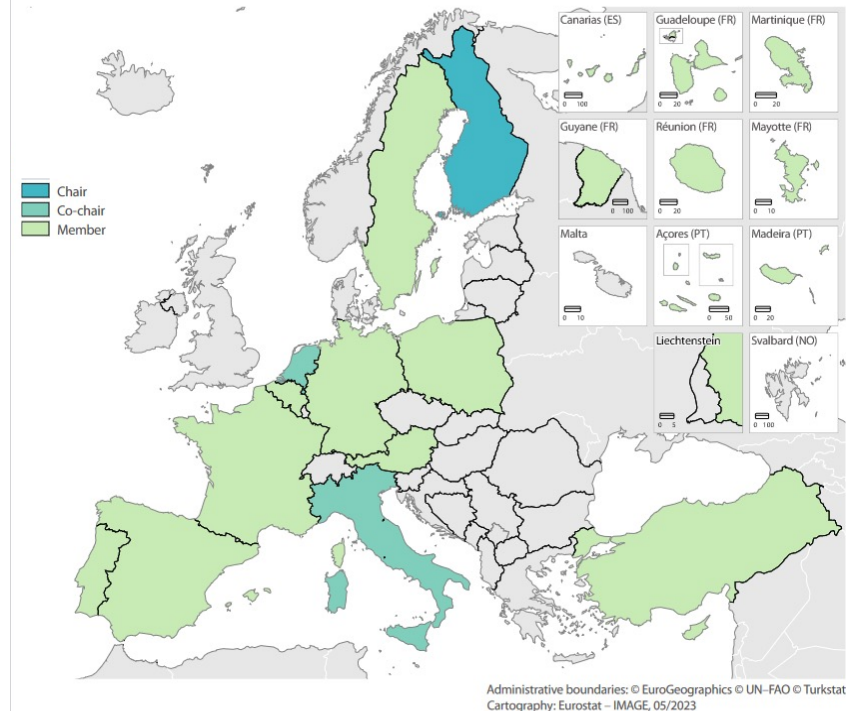 Canarias (ES)
0 100
Guadeloupe (FR)
0 20
Martinique (FR)
0 20
Guyane (FR)
0 100
Réunion (FR)
0 20
Mayotte (FR)
0 10
Malta
0 10
Açores (PT)
0 50
Madeira (PT)
0 20
Liechtenstein
0 5
Svalbard (NO)
0 100
Chair
Co-chair
Member
Administrative boundaries: © EuroGeographics © UN–FAO © Turkstat
Cartography: Eurostat – IMAGE, 05/2023